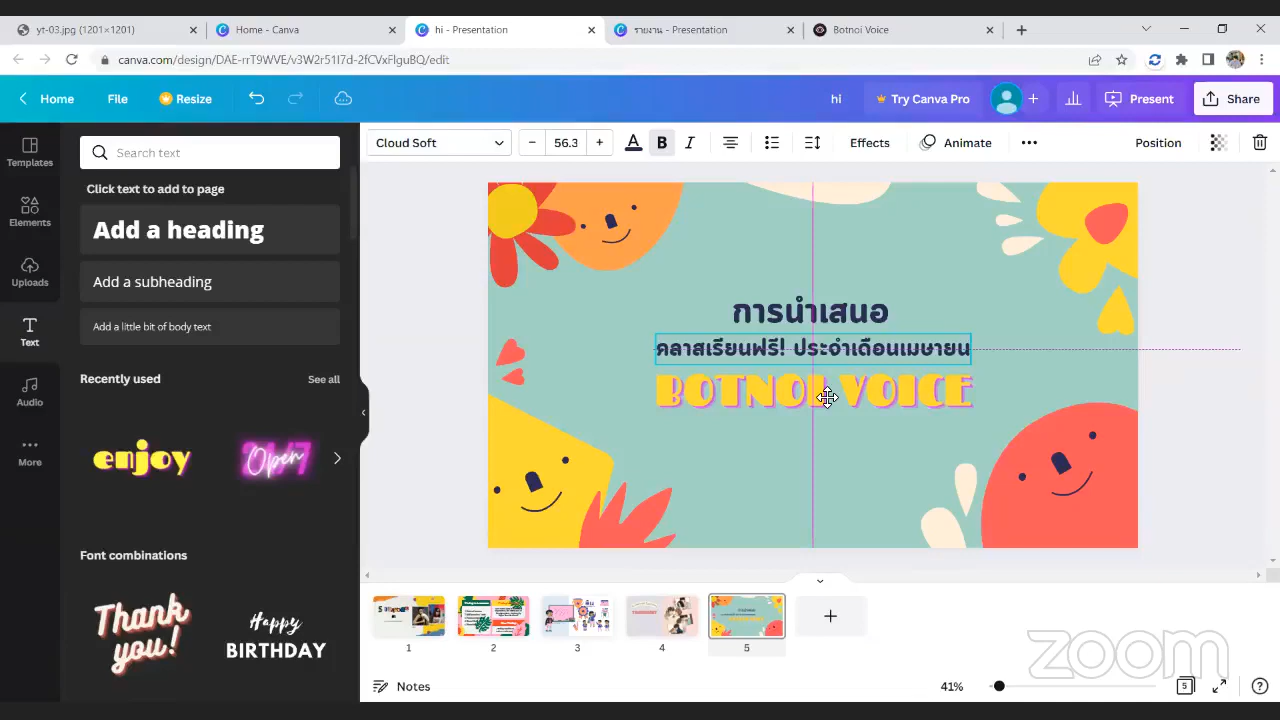 yt-03.jpg (1201×1201)
Home - Canva
hi - Presentation
รายงาน - Presentation
Botnoi Voice
canva.com/design/DAE-rrT9WVE/v3W2r51I7d-2fCVxFlguBQ/edit
Home
File
Resize
hi
Try Canva Pro
Present
Share
Templates
Elements
Uploads
Text
Audio
More
Search text
Click text to add to page
Add a heading
Add a subheading
Add a little bit of body text
Recently used
See all
enjoy
Open
24/7
Font combinations
Thank you!
Happy
BIRTHDAY
Cloud Soft
56.3
B
I
Effects
Animate
Position
การนำเสนอ
คลาสเรียนฟรี! ประจำเดือนเมษายน
BOTNOI VOICE
1
2
3
4
5
Notes
41%
5
zoom